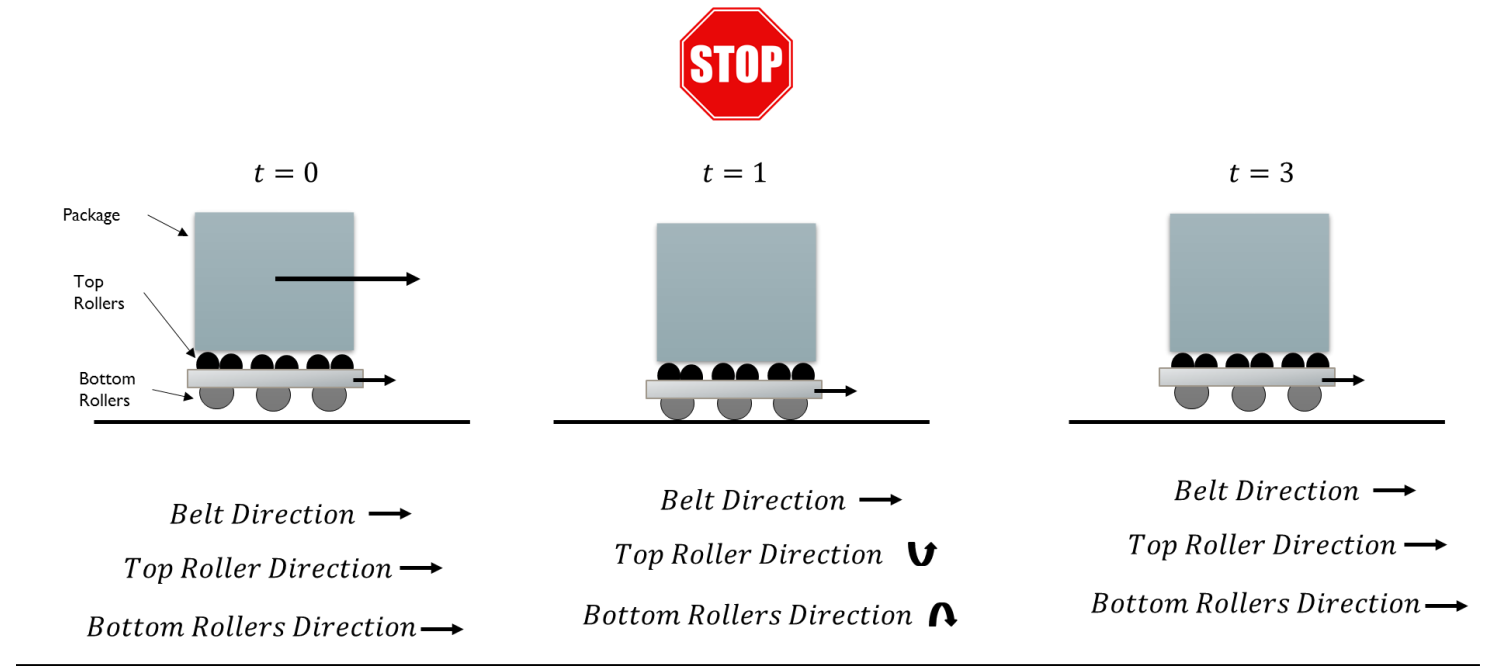 STOP
t = 0
t = 1
t = 3
Package
Top
Rollers
Bottom
Rollers
Belt Direction
Top Roller Direction
Bottom Rollers Direction
Belt Direction
Top Roller Direction
Bottom Rollers Direction
Belt Direction
Top Roller Direction
Bottom Rollers Direction